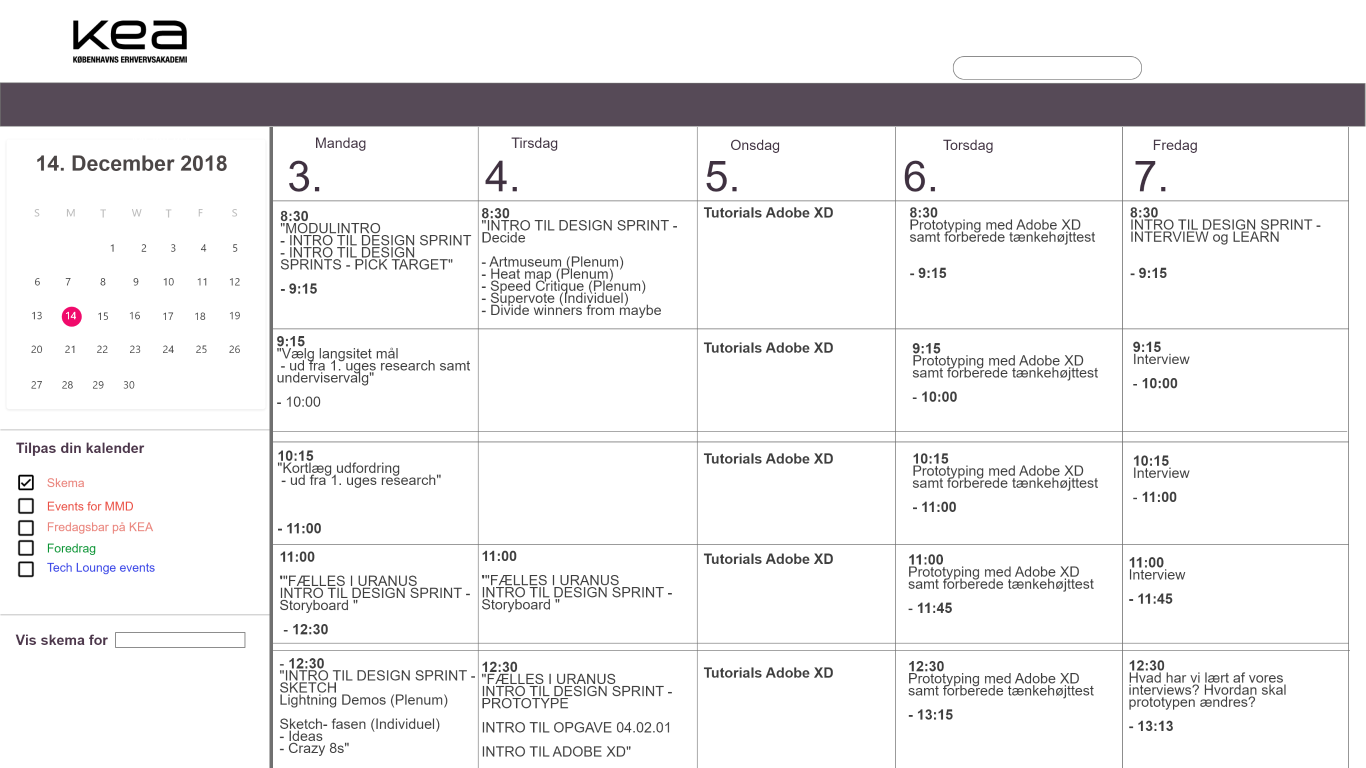 kea
KØBENHAVNS ERHVERVSAKADEMI
14. December 2018
S M T W T F S
1 2 3 4 5
6 7 8 9 10 11 12
13 14 15 16 17 18 19
20 21 22 23 24 25 26
27 28 29 30
Tilpas din kalender
Skema
Events for MMD
Fredagsbar på KEA
Foredrag
Tech Lounge events
Vis skema for
Mandag
3.
Tirsdag
4.
Onsdag
5.
Torsdag
6.
Fredag
7.
8:30
"MODULINTRO
- INTRO TIL DESIGN SPRINT
- INTRO TIL DESIGN
SPRINTS - PICK TARGET"
- 9:15
8:30
"INTRO TIL DESIGN SPRINT -
Decide
- Artmuseum (Plenum)
- Heat map (Plenum)
- Speed Critique (Plenum)
- Supervote (Individuel)
- Divide winners from maybe
Tutorials Adobe XD
8:30
Prototyping med Adobe XD
samt forberede tænkehøjttest
- 9:15
8:30
INTRO TIL DESIGN SPRINT -
INTERVIEW og LEARN
- 9:15
9:15
"Vælg langsitet mål
- ud fra 1. uges research samt
underviservalg"
- 10:00
Tutorials Adobe XD
9:15
Prototyping med Adobe XD
samt forberede tænkehøjttest
- 10:00
9:15
Interview
- 10:00
10:15
"Kortlæg udfordring
- ud fra 1. uges research"
- 11:00
Tutorials Adobe XD
10:15
Prototyping med Adobe XD
samt forberede tænkehøjttest
- 11:00
10:15
Interview
- 11:00
11:00
"'FÆLLES I URANUS
INTRO TIL DESIGN SPRINT -
Storyboard "
- 12:30
11:00
"'FÆLLES I URANUS
INTRO TIL DESIGN SPRINT -
Storyboard "
Tutorials Adobe XD
11:00
Prototyping med Adobe XD
samt forberede tænkehøjttest
- 11:45
11:00
Interview
- 11:45
- 12:30
"INTRO TIL DESIGN SPRINT -
SKETCH
Lightning Demos (Plenum)
Sketch- fasen (Individuel)
- Ideas
- Crazy 8s"
12:30
"FÆLLES I URANUS
INTRO TIL DESIGN SPRINT -
PROTOTYPE
INTRO TIL OPGAVE 04.02.01
INTRO TIL ADOBE XD"
Tutorials Adobe XD
12:30
Prototyping med Adobe XD
samt forberede tænkehøjttest
- 13:15
12:30
Hvad har vi lært af vores
interviews? Hvordan skal
prototypen ændres?
- 13:13